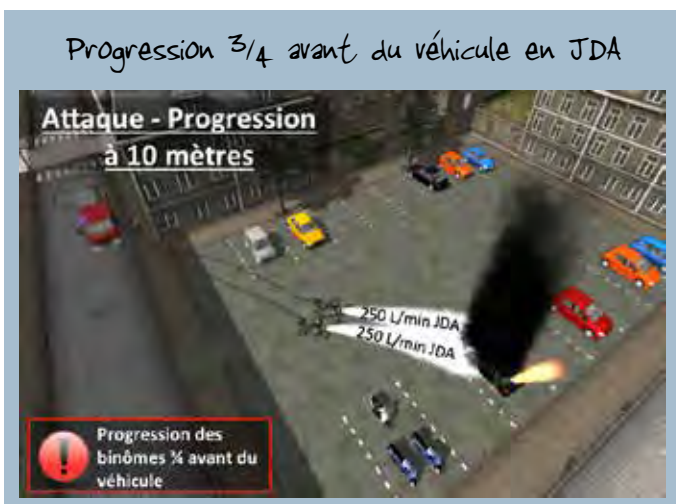 Progression 3/4 avant du véhicule en JDA
Attaque - Progression
à 10 mètres
250 L/min JDA
250 L/min JDA
Progression des
binômes ¾ avant du
véhicule